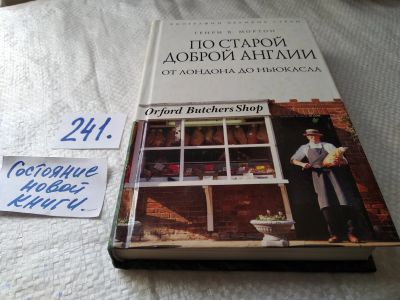 БИОГРАФИИ ВЕЛИКИХ СТРАН
ГЕНРИ В. МОРТОН
ПО СТАРОЙ
ДОБРОЙ АНГЛИИ
ОТ ЛОНДОНА ДО НЬЮКАСЛА
Orford Butchers Shop
241.
Состояние
новой
книги.